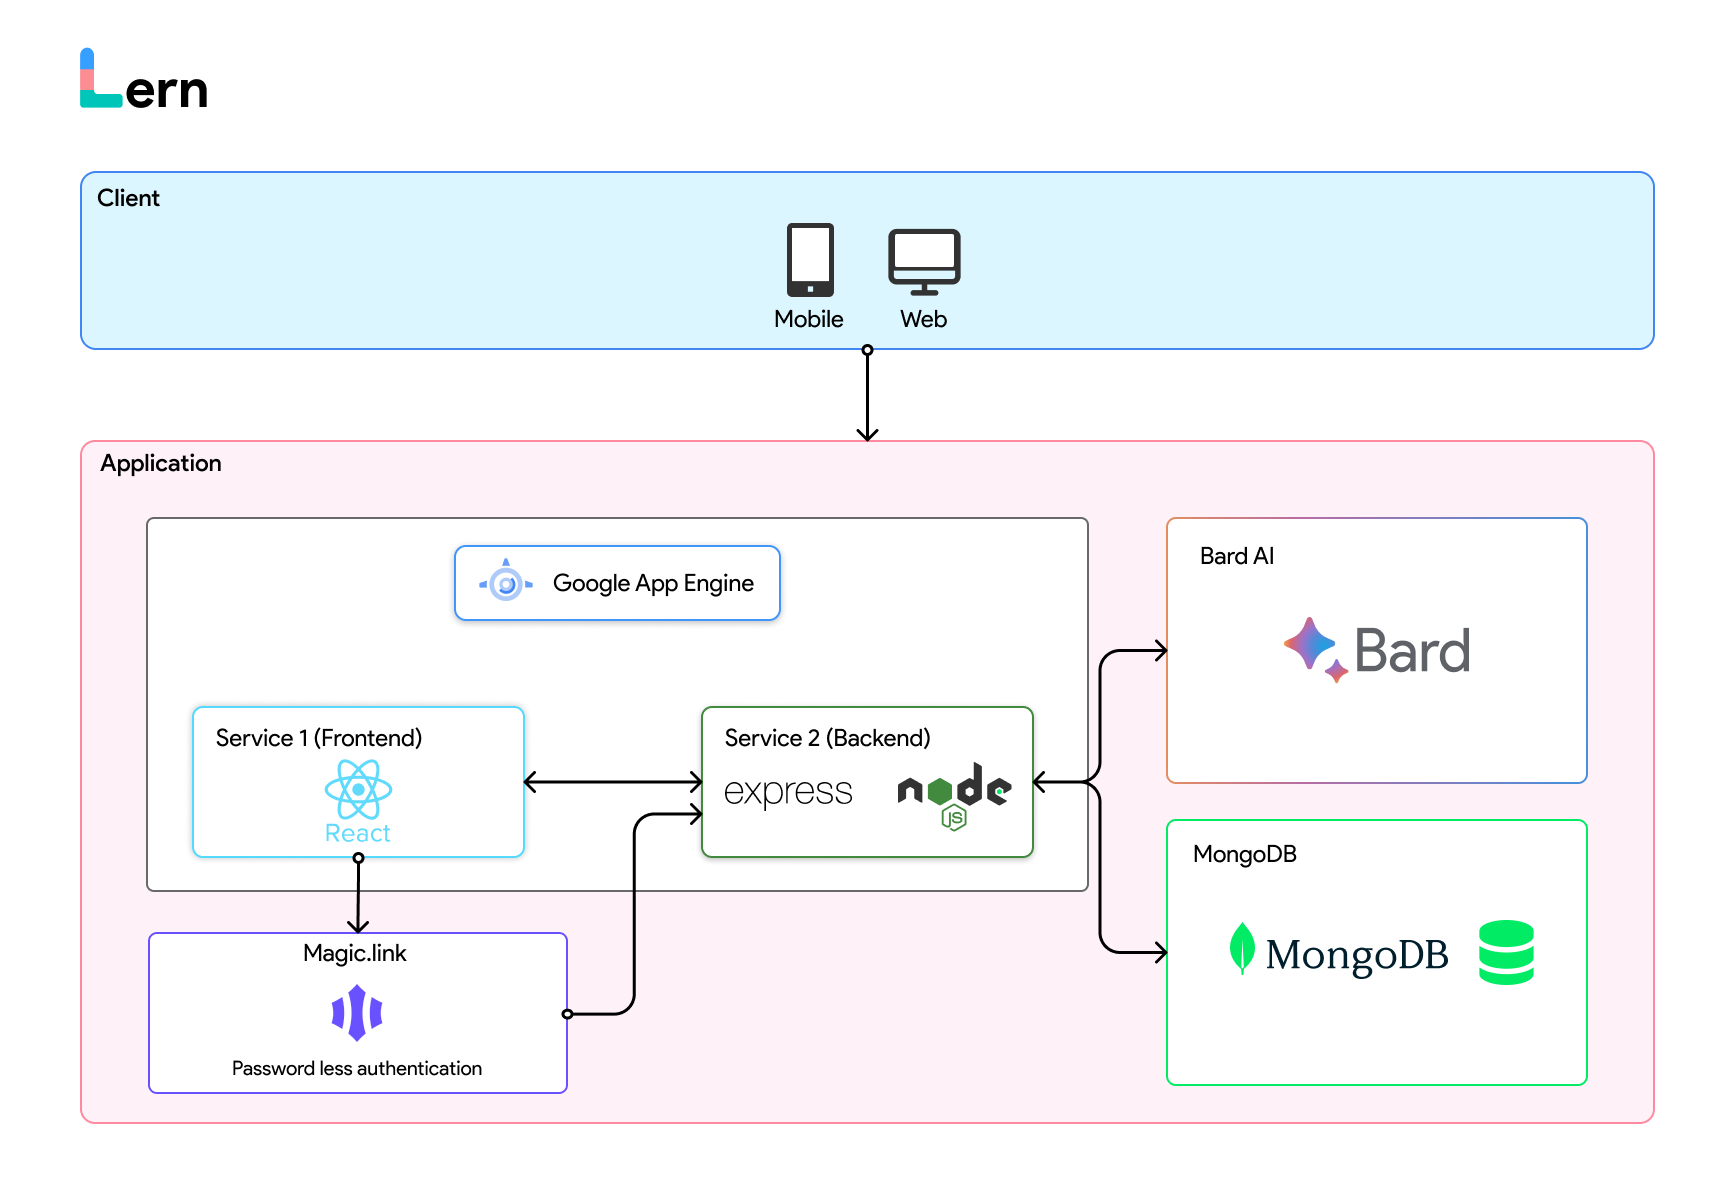 Lern
Client
Mobile
Web
Application
Google App Engine
Bard AI
Bard
Service 1 (Frontend)
React
Service 2 (Backend)
express
node
JS
MongoDB
MongoDB
Magic.link
Password less authentication